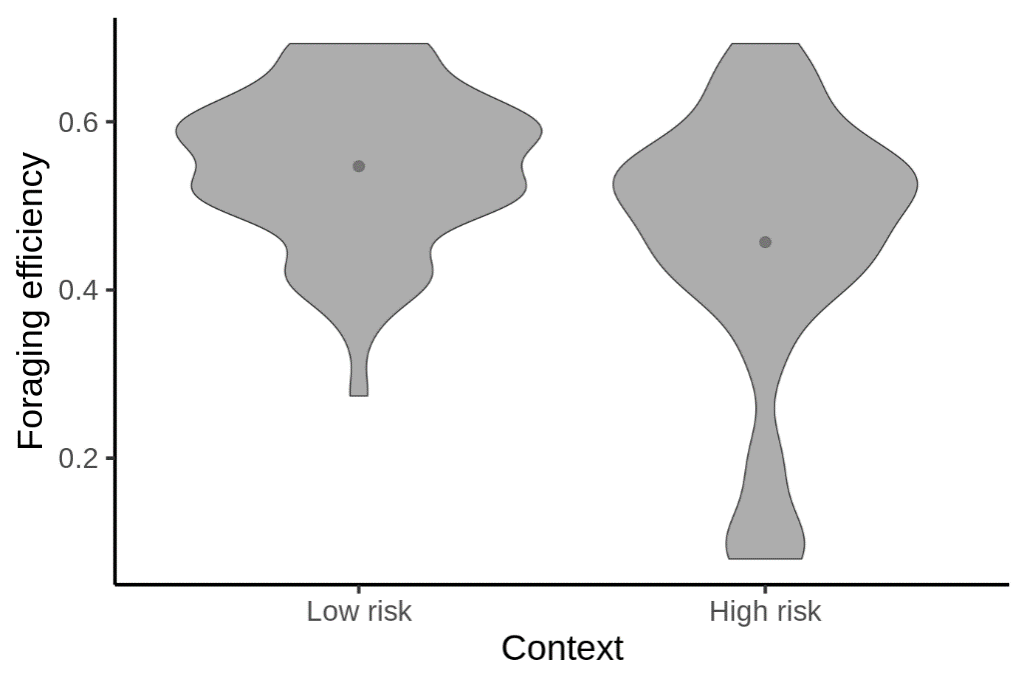 Foraging efficiency
0.6
0.4
0.2
Low risk
High risk
Context